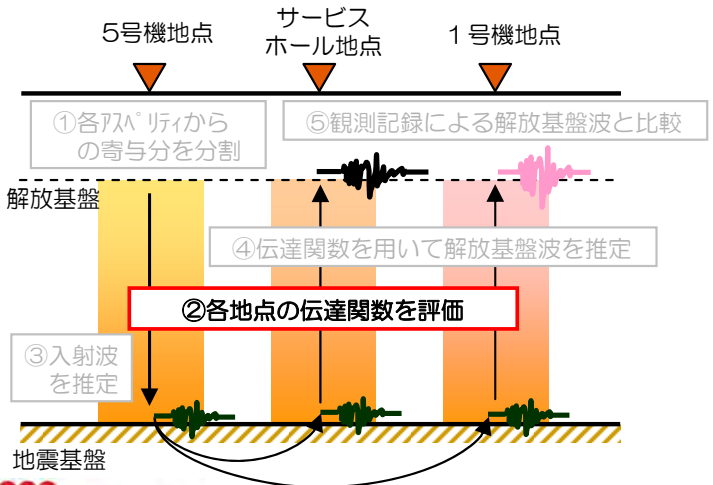 5号機地点
サービス
ホール地点
1号機地点
①各ｱｽﾍﾟﾘﾃｨから
の寄与分を分割
⑤観測記録による解放基盤波と比較
解放基盤
④伝達関数を用いて解放基盤波を推定
②各地点の伝達関数を評価
③入射波
を推定
地震基盤